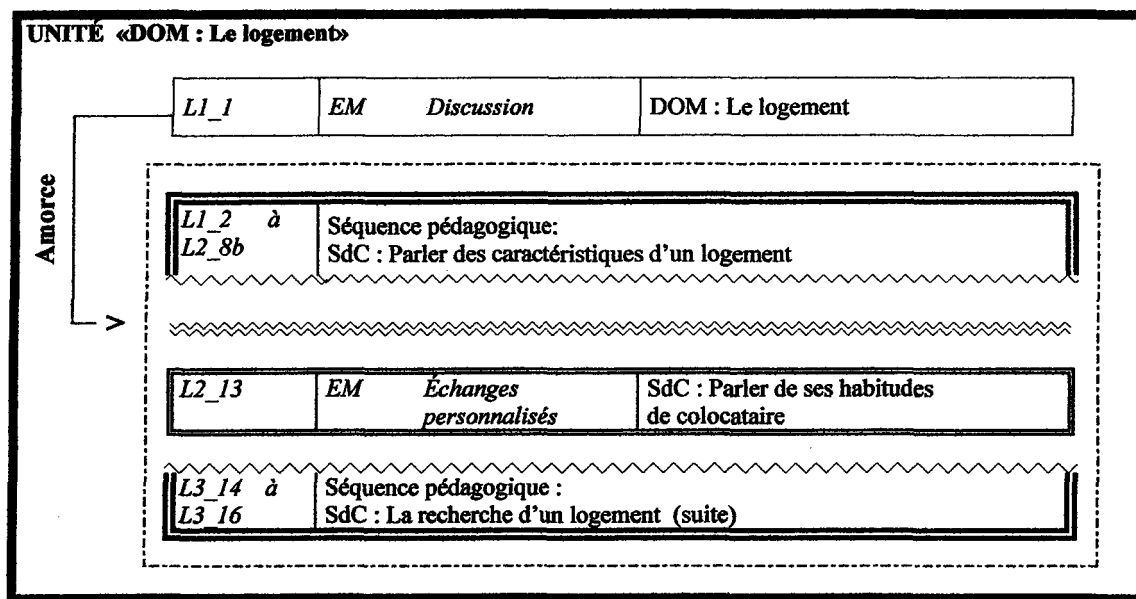 UNITÉ «DOM : Le logement»
L1_1 EM Discussion DOM : Le logement
Amorce
L1_2 à Séquence pédagogique:
L2_8b SdC : Parler des caractéristiques d'un logement
L2_13 EM Échanges SdC : Parler de ses habitudes
personnalisés de colocataire
L3_14 à Séquence pédagogique :
L3_16 SdC : La recherche d'un logement (suite)